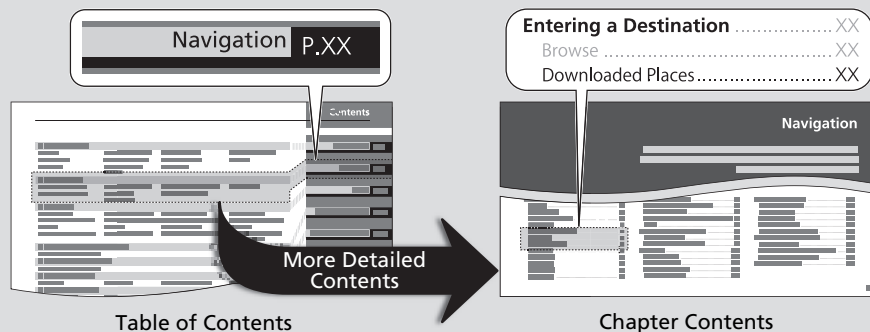 Navigation P.XX
Entering a Destination ............... XX
Browse ............... XX
Downloaded Places ............... XX
Contents
Navigation
More Detailed
Contents
Table of Contents
Chapter Contents